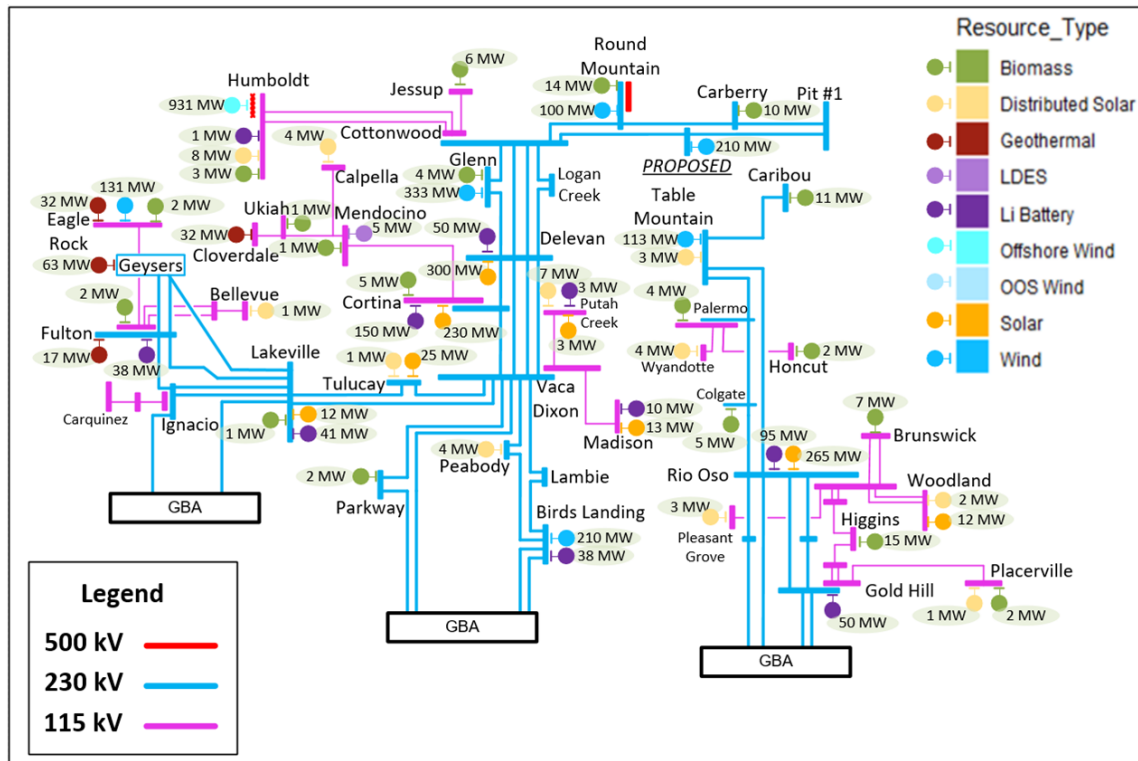 Resource_Type
Biomass
Distributed Solar
Geothermal
LDES
Li Battery
Offshore Wind
OOS Wind
Solar
Wind
Humboldt
931 MW
1 MW
8 MW
3 MW
6 MW
Jessup
Cottonwood
Round
Mountain
14 MW
100 MW
Carberry
10 MW
Pit #1
210 MW
PROPOSED
4 MW
Calpella
Glenn
4 MW
333 MW
Logan
Creek
Table
Mountain
113 MW
3 MW
Caribou
11 MW
131 MW
32 MW
2 MW
Eagle
Rock
63 MW
Geysers
Ukiah
1 MW
Mendocino
5 MW
32 MW
Cloverdale
1 MW
50 MW
Delevan
300 MW
5 MW
Cortina
150 MW
230 MW
7 MW
3 MW
Putah
Creek
3 MW
2 MW
Bellevue
1 MW
Fulton
17 MW
38 MW
Lakeville
1 MW
25 MW
Tulucay
Vaca
Dixon
4 MW
Palermo
4 MW
Wyandotte
2 MW
Honcut
Carquinez
Ignacio
12 MW
1 MW
41 MW
10 MW
13 MW
Madison
Colgate
5 MW
7 MW
Brunswick
4 MW
Peabody
95 MW
265 MW
Rio Oso
Woodland
2 MW
12 MW
2 MW
Parkway
Lambie
Birds Landing
210 MW
38 MW
3 MW
Pleasant
Grove
Higgins
15 MW
Gold Hill
50 MW
Placerville
1 MW
2 MW
GBA
GBA
GBA
Legend
500 kV
230 kV
115 kV